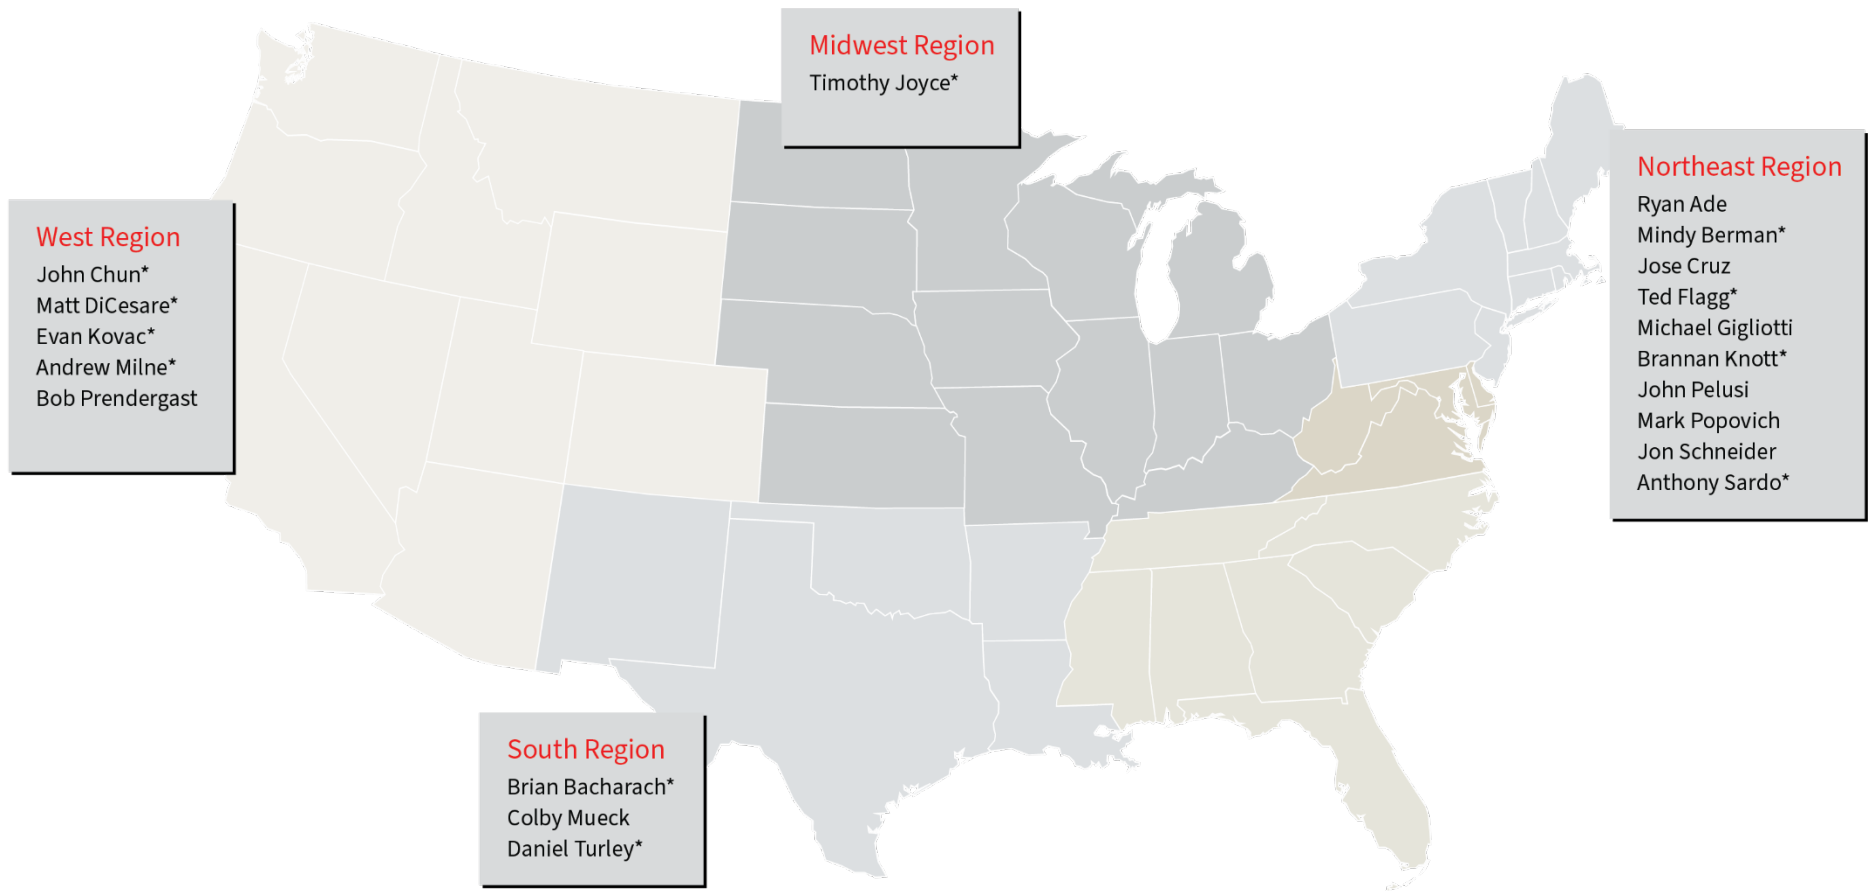 Midwest Region
Timothy Joyce*
Northeast Region
Ryan Ade
Mindy Berman*
Jose Cruz
Ted Flagg*
Michael Gigliotti
Brannan Knott*
John Pelusi
Mark Popovich
Jon Schneider
Anthony Sardo*
West Region
John Chun*
Matt DiCesare*
Evan Kovac*
Andrew Milne*
Bob Prendergast
South Region
Brian Bacharach*
Colby Mueck
Daniel Turley*